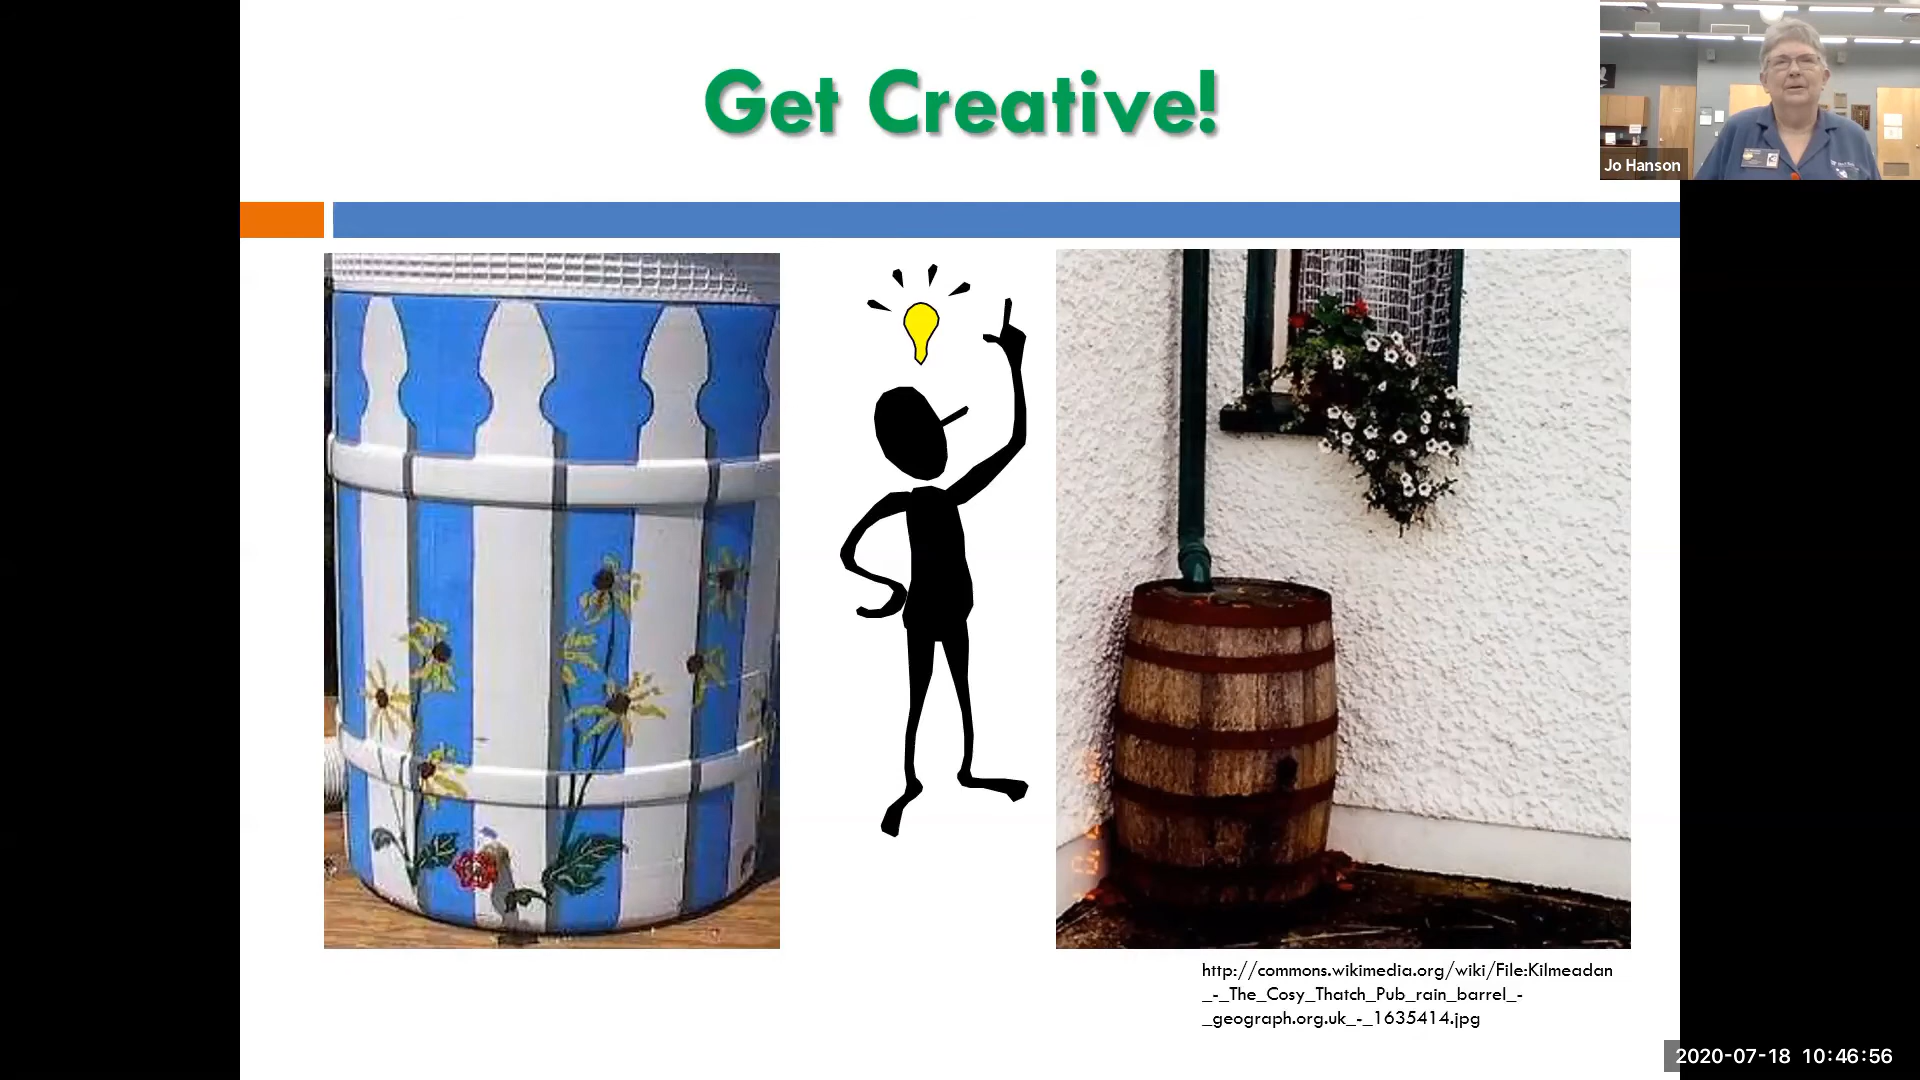 Get Creative!
Jo Hanson
http://commons.wikimedia.org/wiki/File:Kilmeadan
_-_The_Cosy_Thatch_Pub_rain_barrel_-
_geograph.org.uk_-_1635414.jpg
2020-07-18 10:46:56